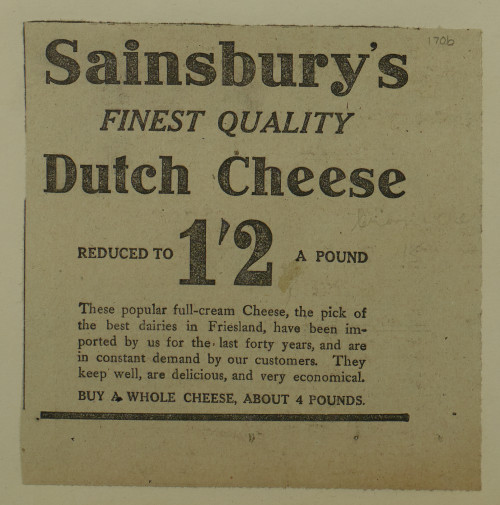 170b
Sainsbury's
FINEST QUALITY
Dutch Cheese
REDUCED TO 1'2 A POUND
These popular full-cream Cheese, the pick of
the best dairies in Friesland, have been im-
ported by us for the last forty years, and are
in constant demand by our customers. They
keep well, are delicious, and very economical.
BUY A WHOLE CHEESE, ABOUT 4 POUNDS.